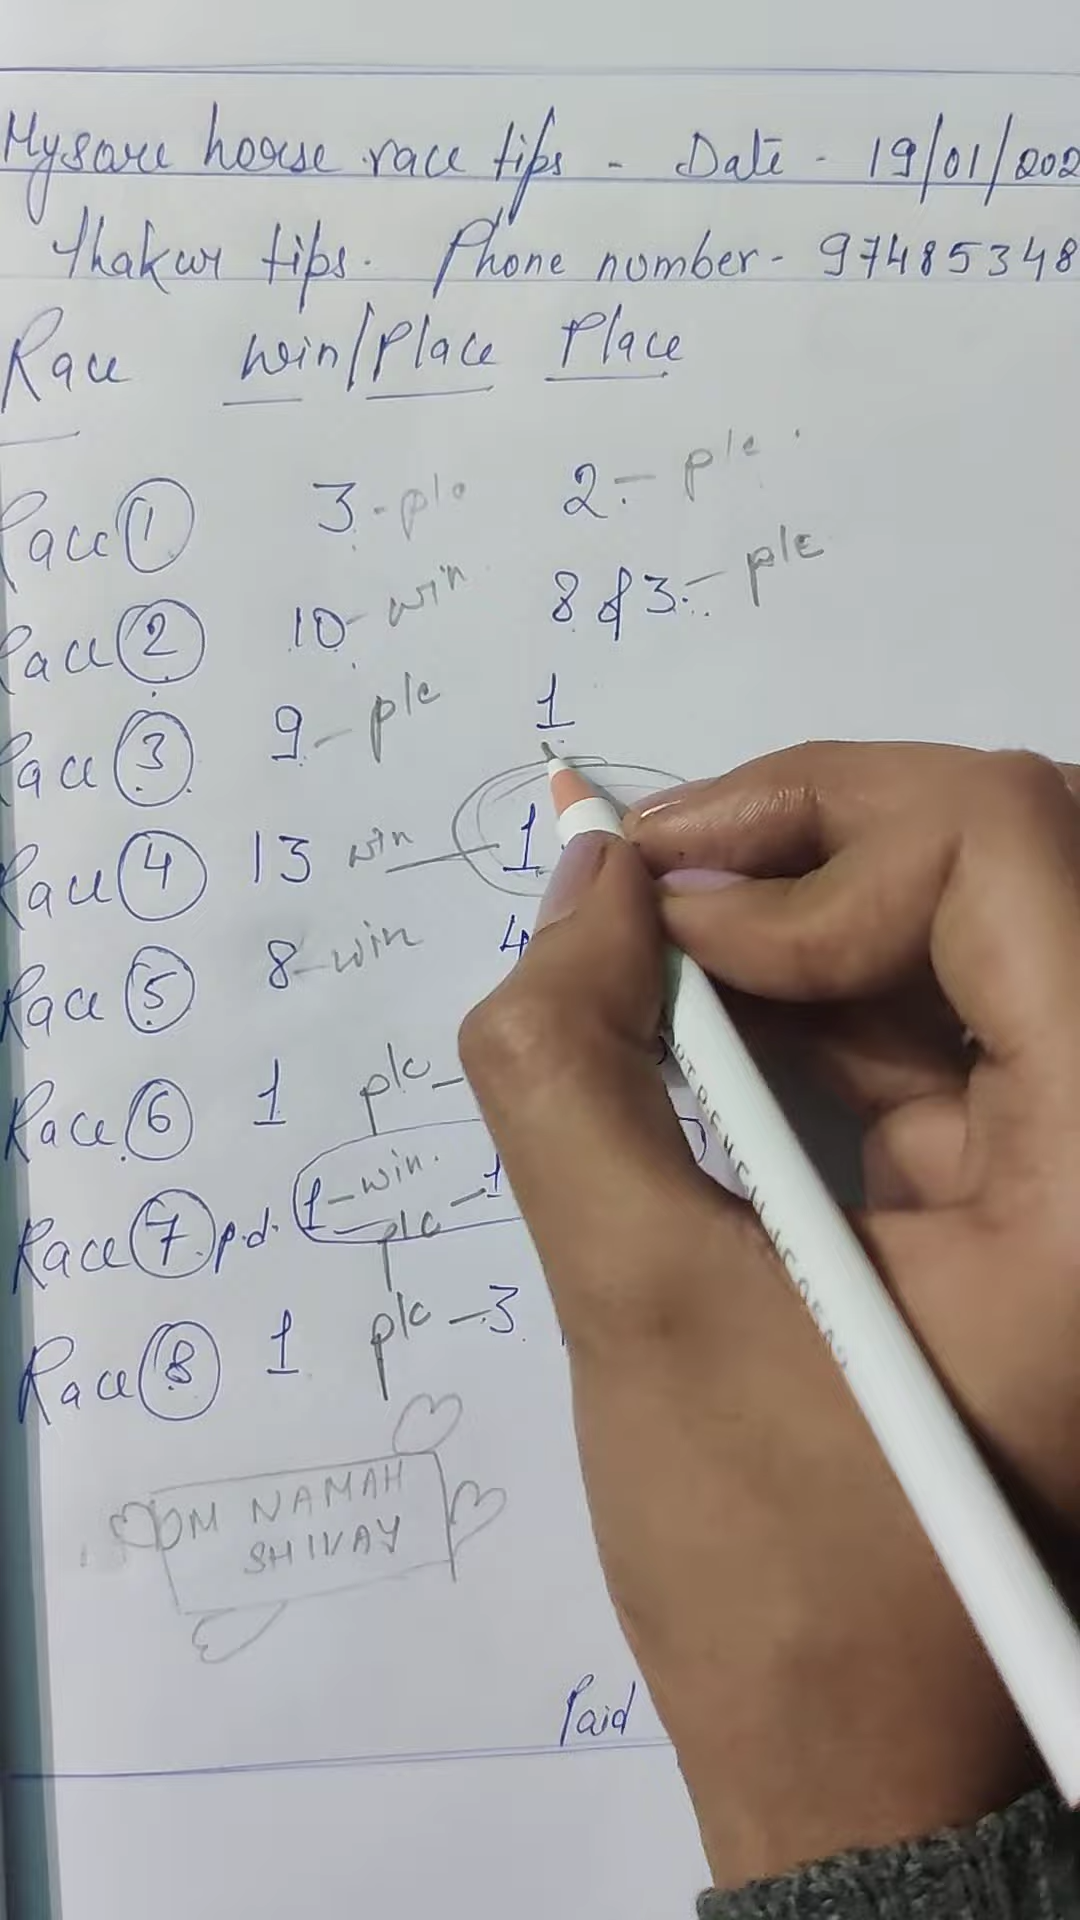 Mysore horse race tips - Date - 19/01/202
Thakur tips. Phone number - 97485348
Race Win/Place Place
Race 1 3 - plc 2 - plc
Race 2 10 - win 8 & 3 - plc
Race 3 9 - plc 1
Race 4 13 win 1
Race 5 8 - win 4
Race 6 1 plc -
Race 7 p.d. 1 - win. plc - 1
Race 8 1 plc - 3
OM NAMAH
SHIVAY
Paid